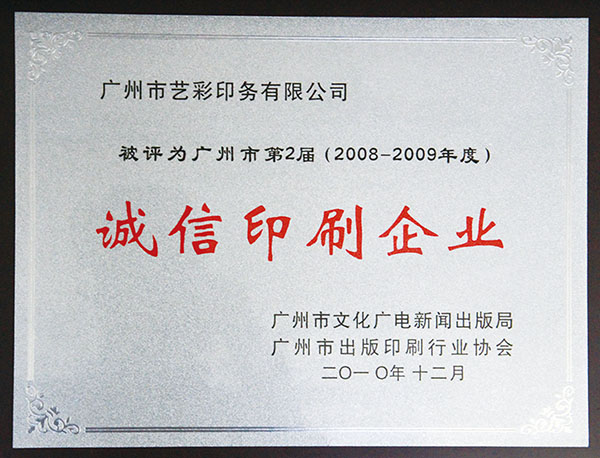 广州市艺彩印务有限公司
被评为广州市第2届(2008-2009年度)
诚信印刷企业
广州市文化广电新闻出版局
广州市出版印刷行业协会
二〇一〇年十二月